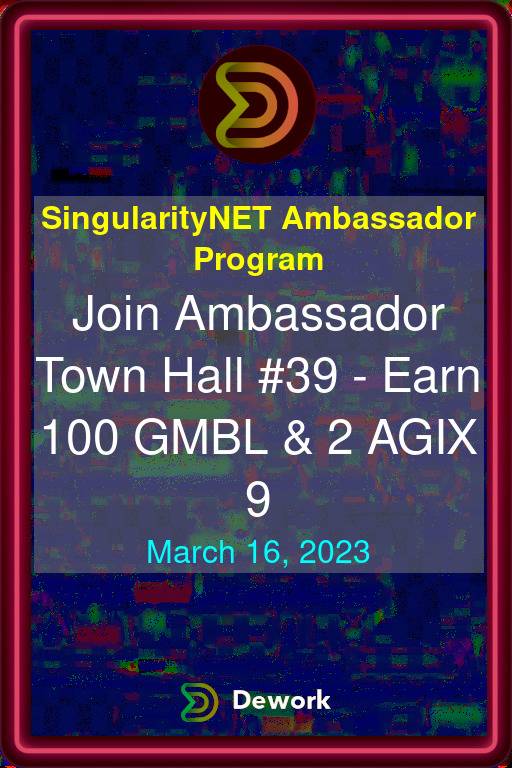 SingularityNET Ambassador
Program
Join Ambassador
Town Hall #39 - Earn
100 GMBL & 2 AGIX
9
March 16, 2023
Dework